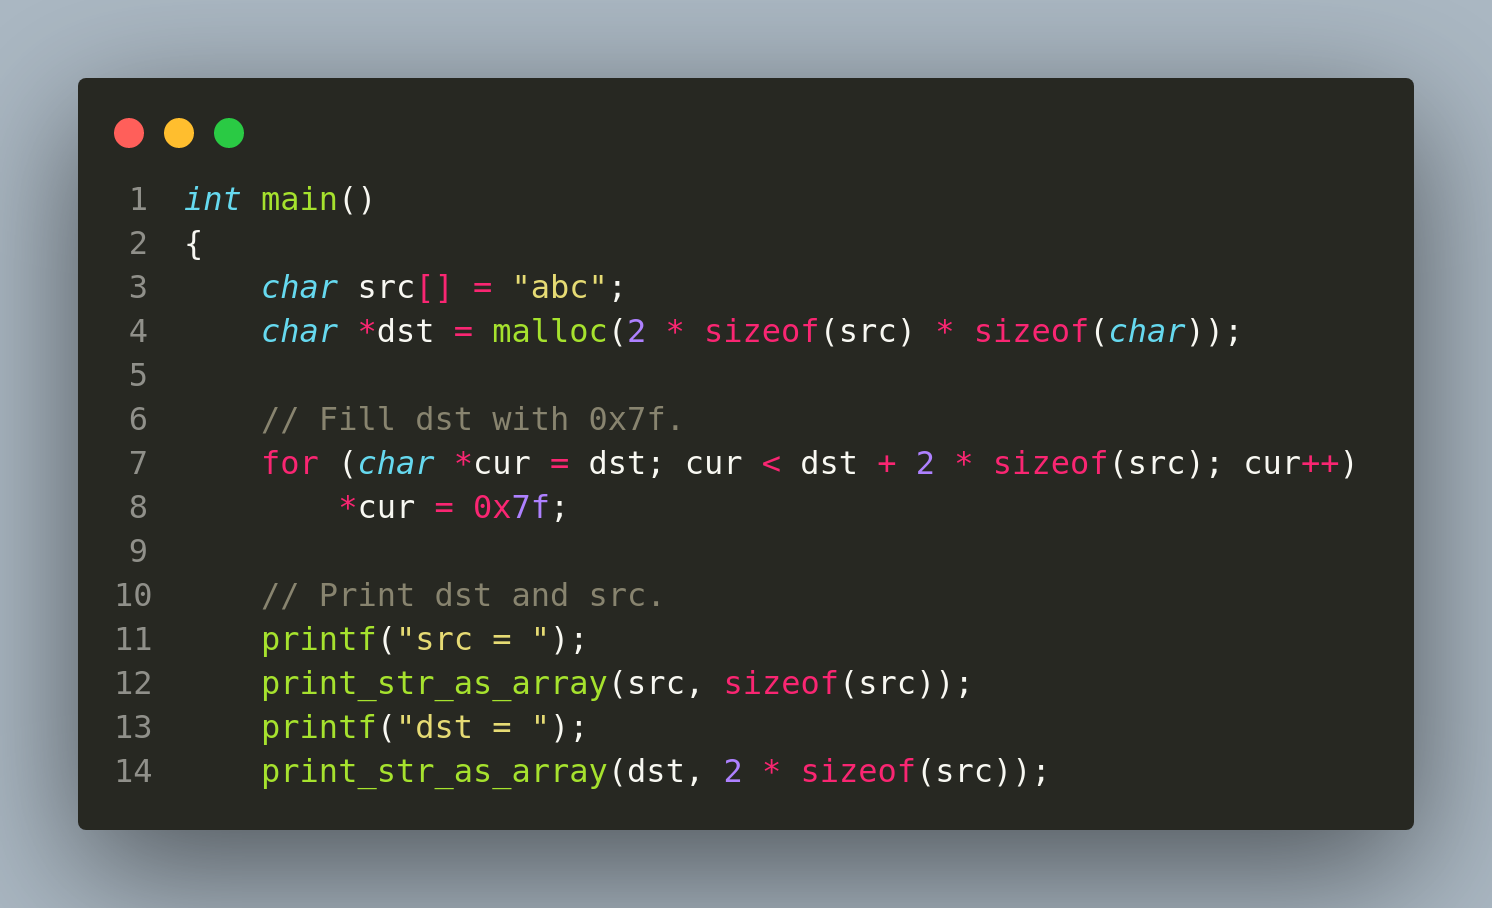 1 int main()
2 {
3     char src[] = "abc";
4     char *dst = malloc(2 * sizeof(src) * sizeof(char));
5
6     // Fill dst with 0x7f.
7     for (char *cur = dst; cur < dst + 2 * sizeof(src); cur++)
8         *cur = 0x7f;
9
10     // Print dst and src.
11     printf("src = ");
12     print_str_as_array(src, sizeof(src));
13     printf("dst = ");
14     print_str_as_array(dst, 2 * sizeof(src));